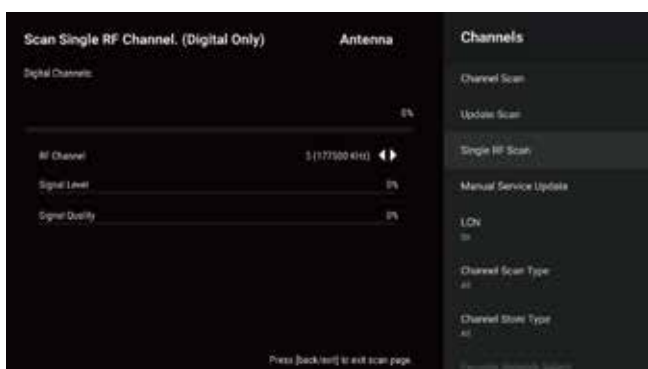 Scan Single RF Channel. (Digital Only)
Antenna
Digital Channels:
0%
RF Channel
5 (177500 KHz)
Signal Level
0%
Signal Quality
0%
Press [back/exit] to exit scan page.
Channels
Channel Scan
Update Scan
Single RF Scan
Manual Service Update
LCN
Channel Scan Type
All
Channel Store Type
All